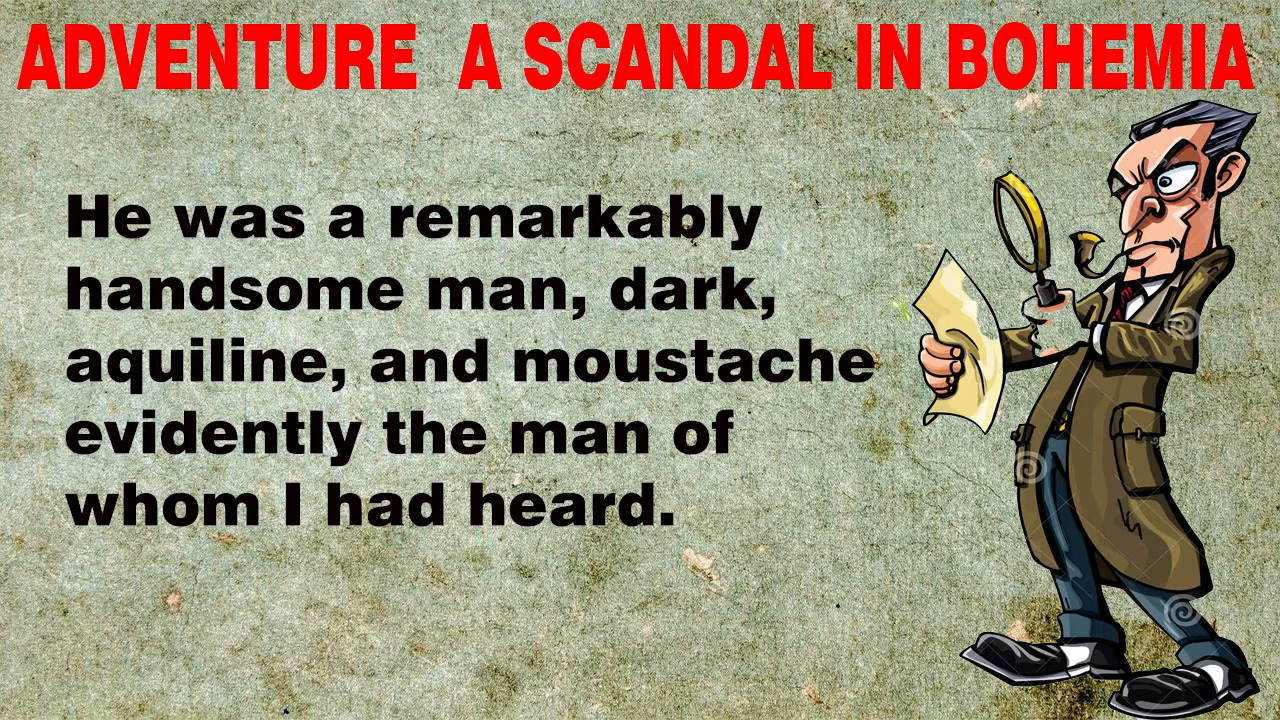 ADVENTURE A SCANDAL IN BOHEMIA
He was a remarkably
handsome man, dark,
aquiline, and moustache
evidently the man of
whom I had heard.